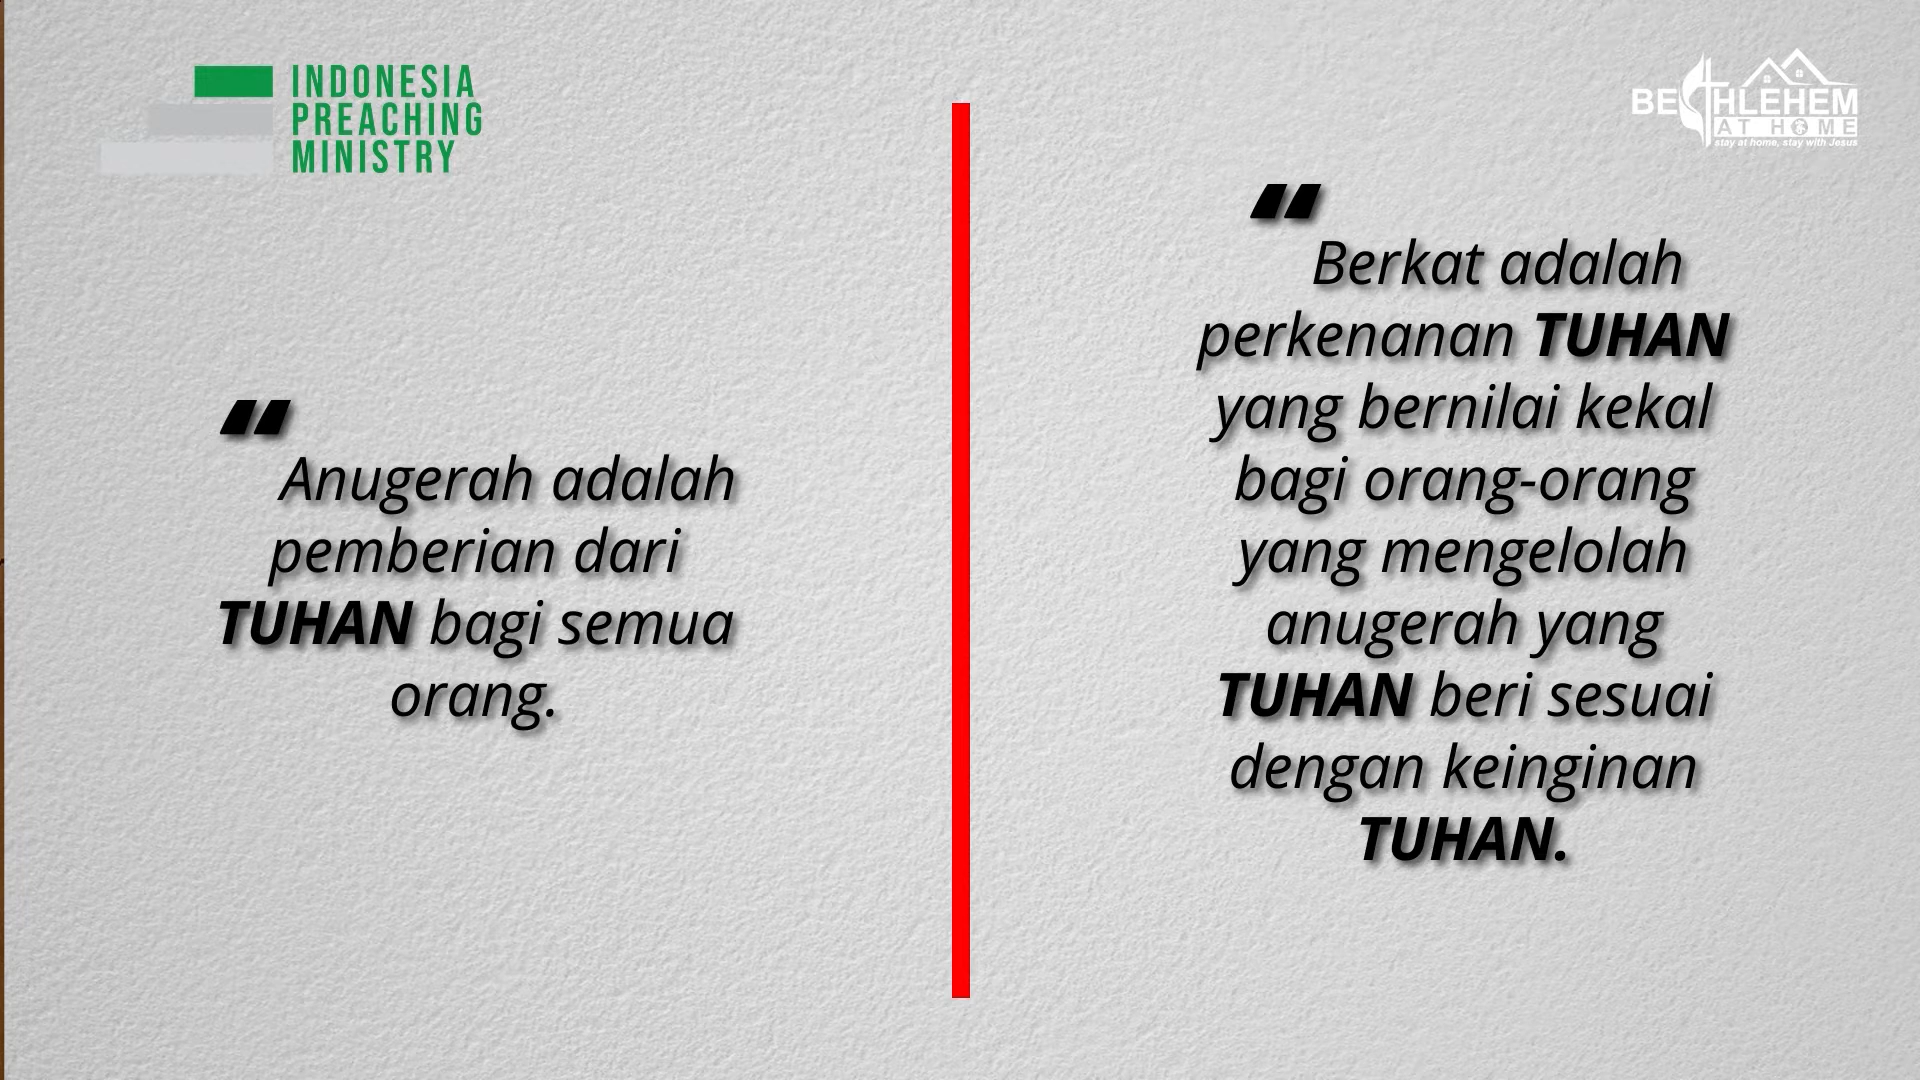 INDONESIA
PREACHING
MINISTRY
BETHLEHEM
AT HOME
stay at home, stay with Jesus
“
Anugerah adalah
pemberian dari
TUHAN bagi semua
orang.
“
Berkat adalah
perkenanan TUHAN
yang bernilai kekal
bagi orang-orang
yang mengelolah
anugerah yang
TUHAN beri sesuai
dengan keinginan
TUHAN.